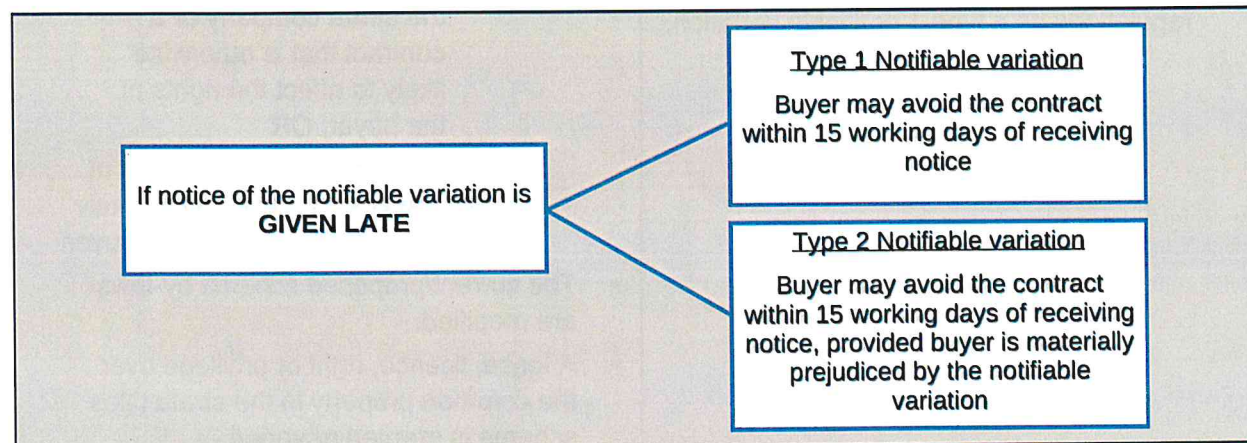 If notice of the notifiable variation is
GIVEN LATE
Type 1 Notifiable variation
Buyer may avoid the contract
within 15 working days of receiving
notice
Type 2 Notifiable variation
Buyer may avoid the contract
within 15 working days of receiving
notice, provided buyer is materially
prejudiced by the notifiable
variation